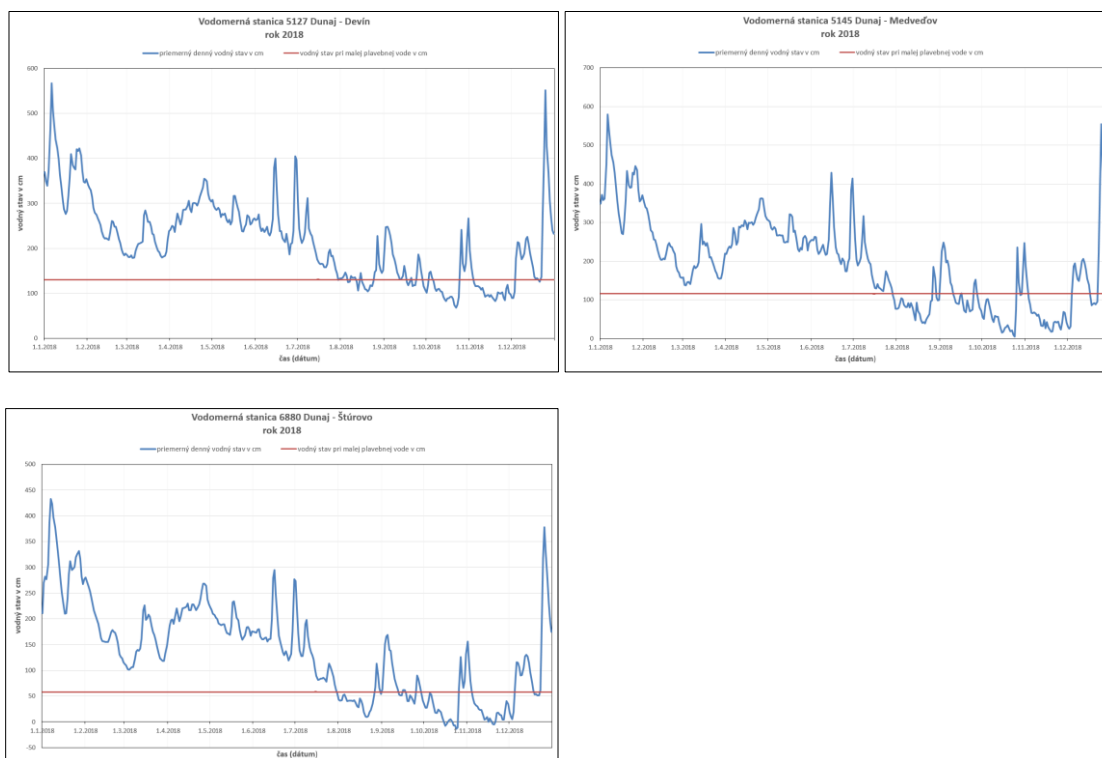 Vodomerná stanica 5127 Dunaj - Devín
rok 2018
priemerný denný vodný stav v cm
vodný stav pri malej plavebnej vode v cm
600
500
400
300
200
100
0
vodný stav v cm
1.1.2018 1.2.2018 1.3.2018 1.4.2018 1.5.2018 1.6.2018 1.7.2018 1.8.2018 1.9.2018 1.10.2018 1.11.2018 1.12.2018
čas (dátum)
Vodomerná stanica 5145 Dunaj - Medveďov
rok 2018
priemerný denný vodný stav v cm
vodný stav pri malej plavebnej vode v cm
700
600
500
400
300
200
100
0
vodný stav v cm
1.1.2018 1.2.2018 1.3.2018 1.4.2018 1.5.2018 1.6.2018 1.7.2018 1.8.2018 1.9.2018 1.10.2018 1.11.2018 1.12.2018
čas (dátum)
Vodomerná stanica 6880 Dunaj - Štúrovo
rok 2018
priemerný denný vodný stav v cm
vodný stav pri malej plavebnej vode v cm
500
450
400
350
300
250
200
150
100
50
0
-50
vodný stav v cm
1.1.2018 1.2.2018 1.3.2018 1.4.2018 1.5.2018 1.6.2018 1.7.2018 1.8.2018 1.9.2018 1.10.2018 1.11.2018 1.12.2018
čas (dátum)